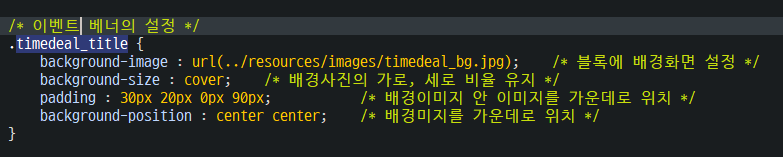 /* 이벤트 베너의 설정 */
.timedeal_title {
background-image : url(../resources/images/timedeal_bg.jpg);    /* 블록에 배경화면 설정 */
background-size : cover;    /* 배경사진의 가로, 세로 비율 유지 */
padding : 30px 20px 0px 90px;    /* 배경이미지 안 이미지를 가운데로 위치 */
background-position : center center;    /* 배경미지를 가운데로 위치 */
}